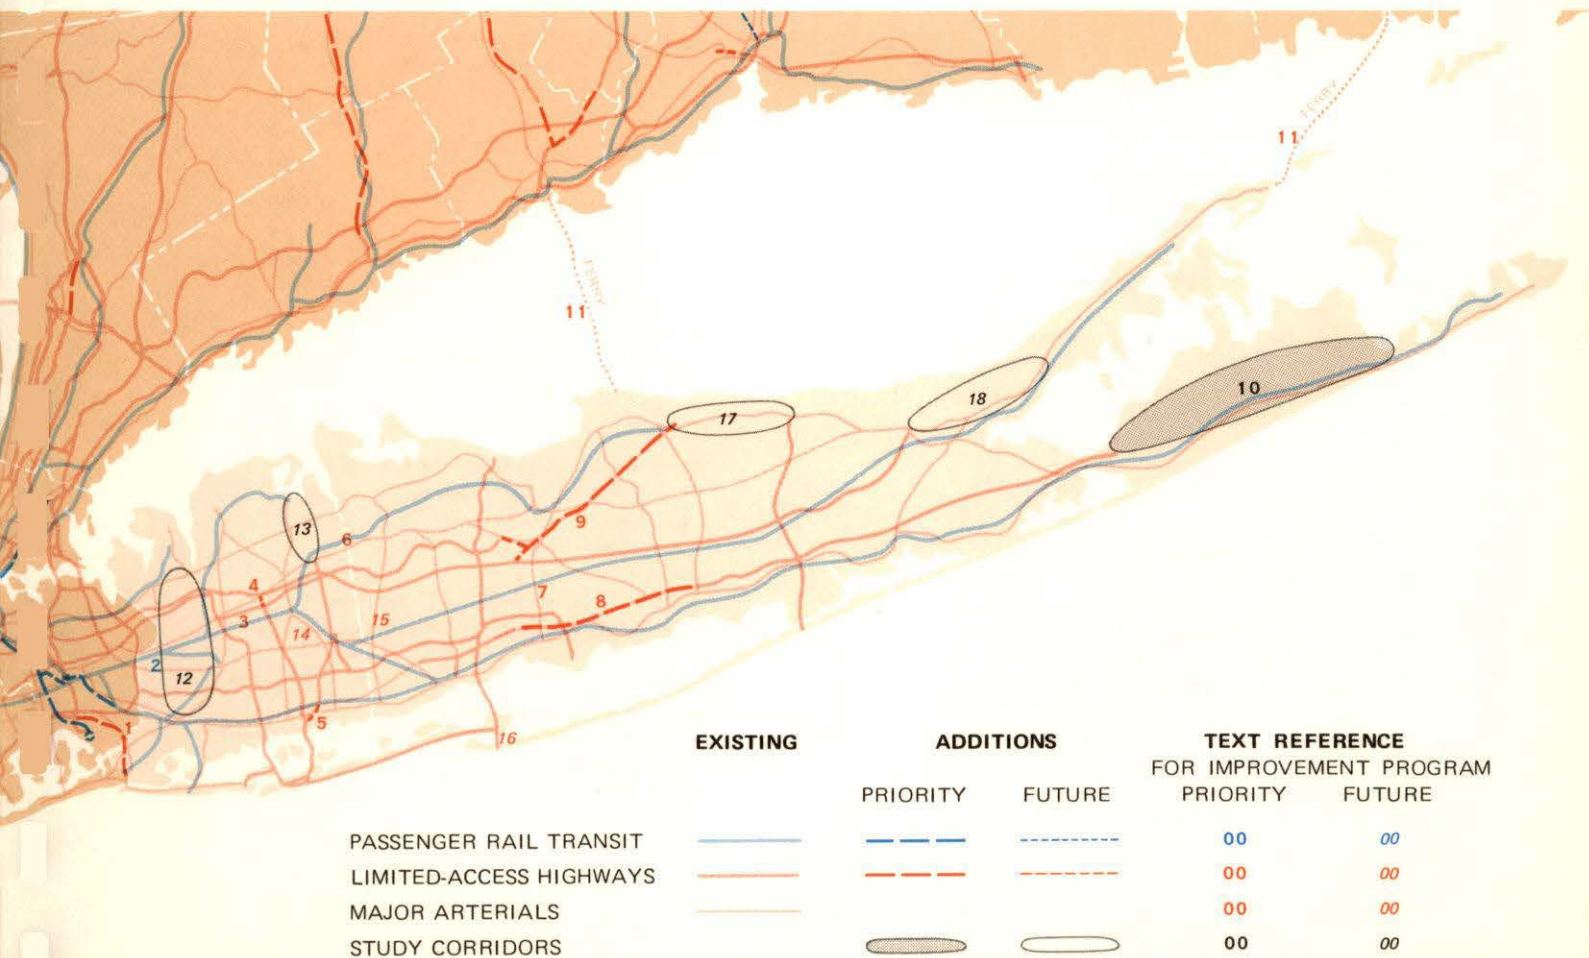 FERRY
11
FERRY
11
10
18
17
13
9
6
4
7
8
3
15
14
2
12
1
5
16
EXISTING ADDITIONS TEXT REFERENCE
FOR IMPROVEMENT PROGRAM
PRIORITY FUTURE PRIORITY FUTURE
PASSENGER RAIL TRANSIT 00 00
LIMITED-ACCESS HIGHWAYS 00 00
MAJOR ARTERIALS 00 00
STUDY CORRIDORS 00 00